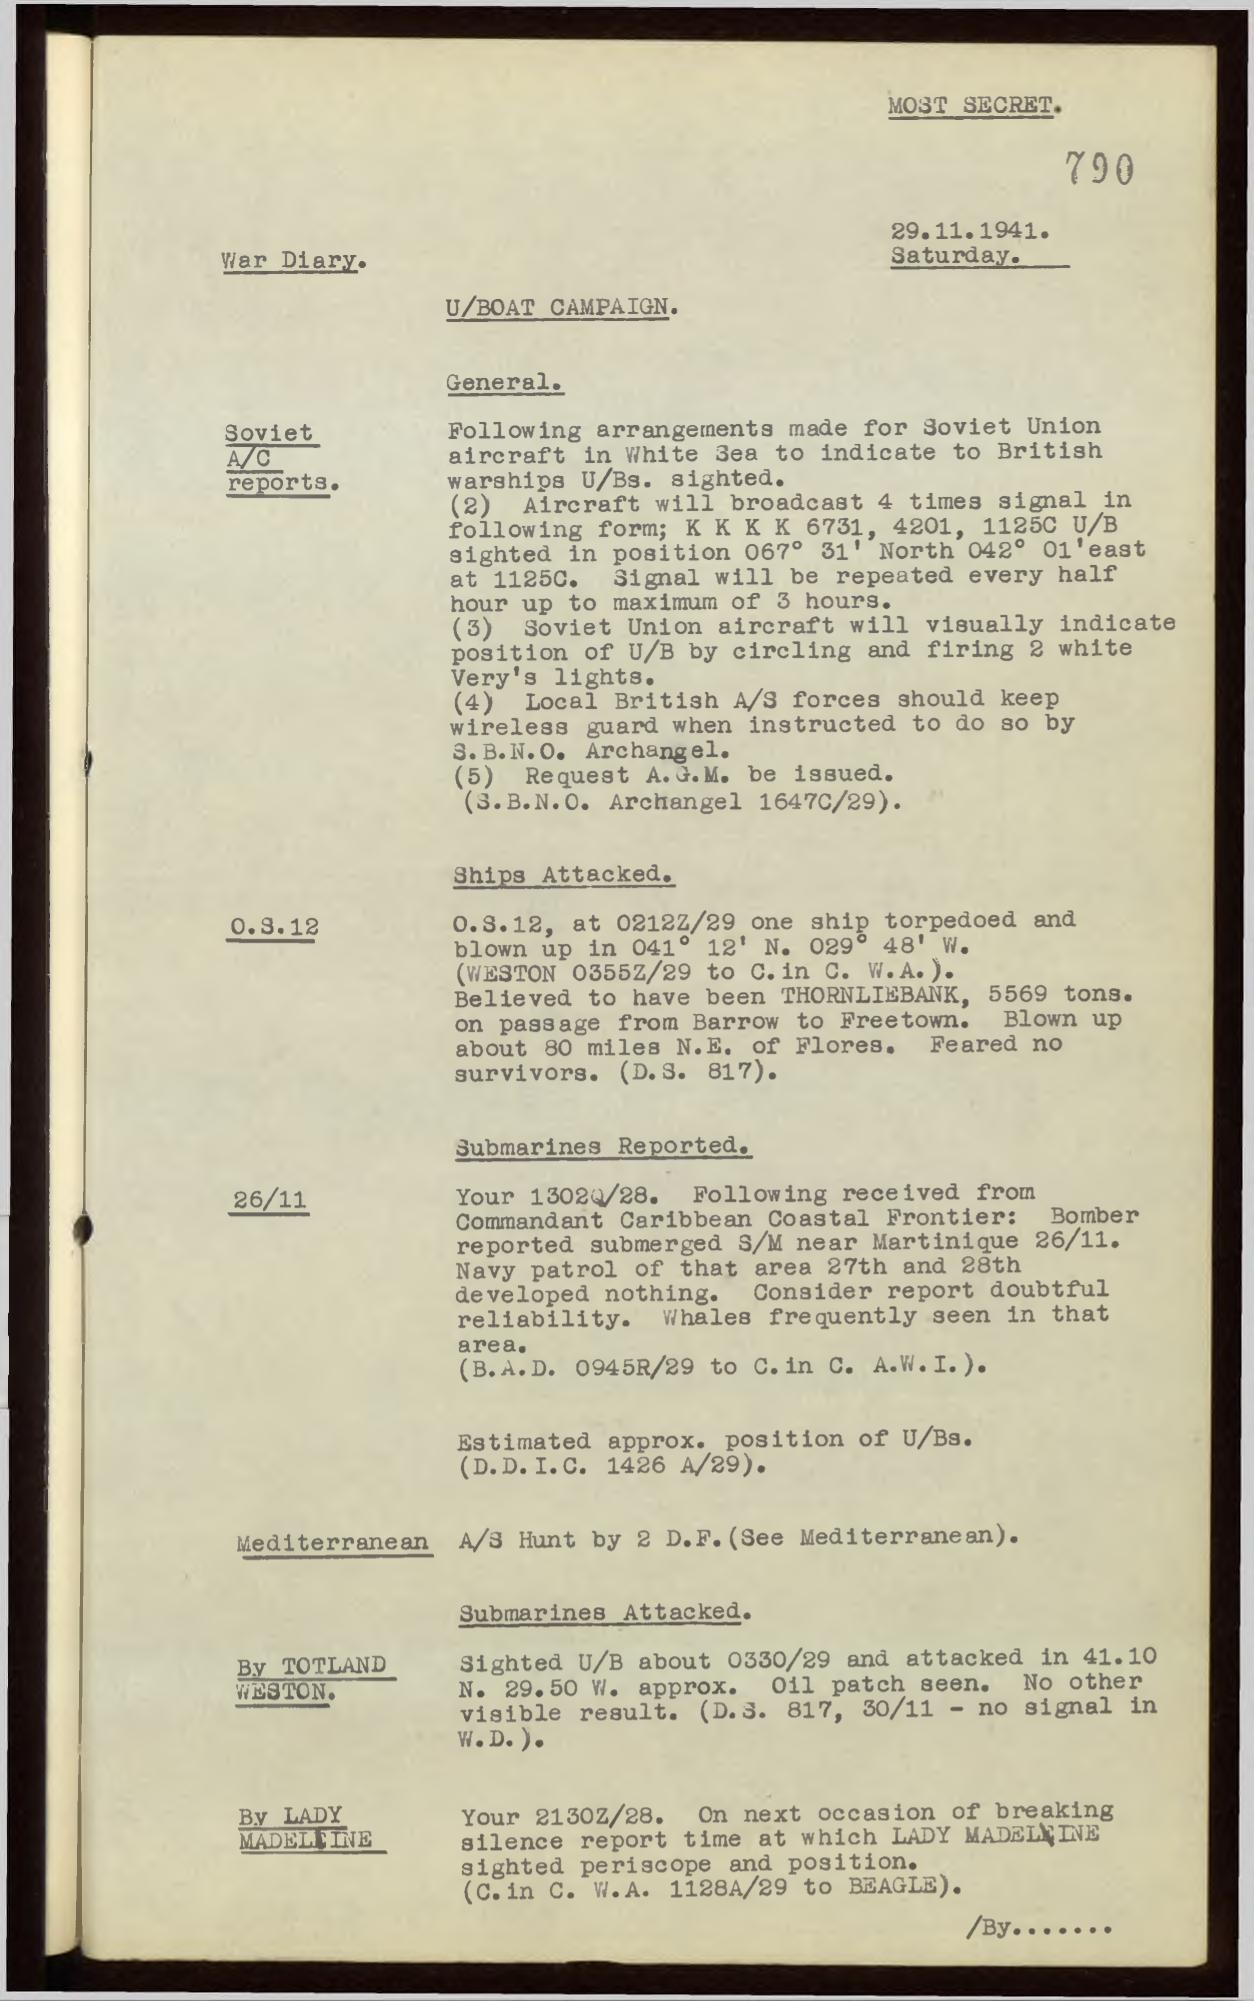 MOST SECRET.
790
29.11.1941.
Saturday.
War Diary.
U/BOAT CAMPAIGN.
General.
Soviet
A/C
reports.
Following arrangements made for Soviet Union
aircraft in White Sea to indicate to British
warships U/Bs. sighted.
(2) Aircraft will broadcast 4 times signal in
following form; K K K K 6731, 4201, 1125C U/B
sighted in position 067° 31' North 042° 01'east
at 1125C. Signal will be repeated every half
hour up to maximum of 3 hours.
(3) Soviet Union aircraft will visually indicate
position of U/B by circling and firing 2 white
Very's lights.
(4) Local British A/S forces should keep
wireless guard when instructed to do so by
S.B.N.O. Archangel.
(5) Request A.G.M. be issued.
(S.B.N.O. Archangel 1647C/29).
Ships Attacked.
O.S.12
O.S.12, at 0212Z/29 one ship torpedoed and
blown up in 041° 12' N. 029° 48' W.
(WESTON 0355Z/29 to C.in C. W.A.).
Believed to have been THORNLIEBANK, 5569 tons.
on passage from Barrow to Freetown. Blown up
about 80 miles N.E. of Flores. Feared no
survivors. (D.S. 817).
Submarines Reported.
26/11
Your 1302Q/28. Following received from
Commandant Caribbean Coastal Frontier: Bomber
reported submerged S/M near Martinique 26/11.
Navy patrol of that area 27th and 28th
developed nothing. Consider report doubtful
reliability. Whales frequently seen in that
area.
(B.A.D. 0945R/29 to C.in C. A.W.I.).
Estimated approx. position of U/Bs.
(D.D.I.C. 1426 A/29).
Mediterranean
A/S Hunt by 2 D.F.(See Mediterranean).
Submarines Attacked.
By TOTLAND
WESTON.
Sighted U/B about 0330/29 and attacked in 41.10
N. 29.50 W. approx. Oil patch seen. No other
visible result. (D.S. 817, 30/11 - no signal in
W.D.).
By LADY
MADELEINE
Your 2130Z/28. On next occasion of breaking
silence report time at which LADY MADELEINE
sighted periscope and position.
(C.in C. W.A. 1128A/29 to BEAGLE).
/By.......